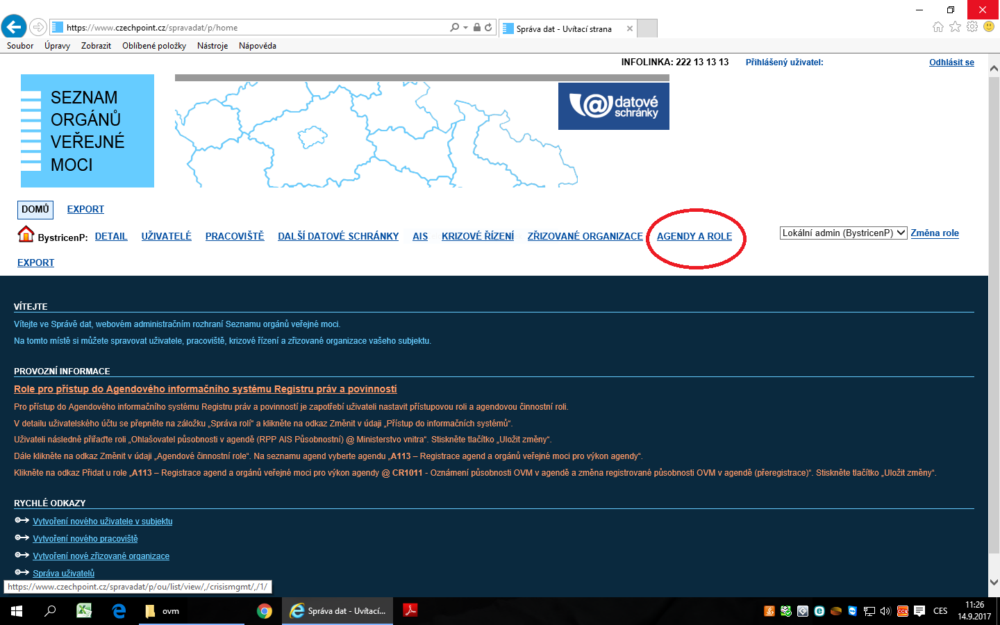 https://www.czechpoint.cz/spravadat/p/home
Správa dat - Uvítací strana
Soubor Úpravy Zobrazit Oblíbené položky Nástroje Nápověda
INFOLINKA: 222 13 13 13 Přihlášený uživatel: Odhlásit se
SEZNAM
ORGÁNŮ
VEŘEJNÉ
MOCI
datové
schránky
DOMŮ EXPORT
BystricenP: DETAIL UŽIVATELÉ PRACOVIŠTĚ DALŠÍ DATOVÉ SCHRÁNKY AIS KRIZOVÉ ŘÍZENÍ ZŘIZOVANÉ ORGANIZACE AGENDY A ROLE Lokální admin (BystricenP) Změna role
EXPORT
VÍTEJTE
Vítejte ve Správě dat, webovém administračním rozhraní Seznamu orgánů veřejné moci.
Na tomto místě si můžete spravovat uživatele, pracoviště, krizové řízení a zřizované organizace vašeho subjektu.
PROVOZNÍ INFORMACE
Role pro přístup do Agendového informačního systému Registru práv a povinností
Pro přístup do Agendového informačního systému Registru práv a povinností je zapotřebí uživateli nastavit přístupovou roli a agendovou činnostní roli.
V detailu uživatelského účtu se přepněte na záložku „Správa rolí“ a klikněte na odkaz Změnit v údaji „Přístup do informačních systémů“.
Uživateli následně přiřaďte roli „Ohlašovatel působnosti v agendě (RPP AIS Působnostní) @ Ministerstvo vnitra“. Stiskněte tlačítko „Uložit změny“.
Dále klikněte na odkaz Změnit v údaji „Agendové činnostní role“. Na seznamu agend vyberte agendu „A113 – Registrace agend a orgánů veřejné moci pro výkon agendy“.
Klikněte na odkaz Přidat u role „A113 – Registrace agend a orgánů veřejné moci pro výkon agendy @ CR1011 - Oznámení působnosti OVM v agendě a změna registrované působnosti OVM v agendě (přeregistrace)“. Stiskněte tlačítko „Uložit změny“.
RYCHLÉ ODKAZY
Vytvoření nového uživatele v subjektu
Vytvoření nového pracoviště
Vytvoření nové zřizované organizace
Správa uživatelů
https://www.czechpoint.cz/spravadat/p/ou/list/view/,/crisismgmt/,/1/
ovm
Správa dat - Uvítací...
CES
11:26
14.9.2017